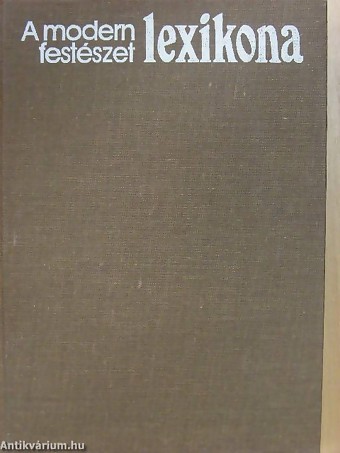 A modern
festészet lexikona
Antikvárium.hu